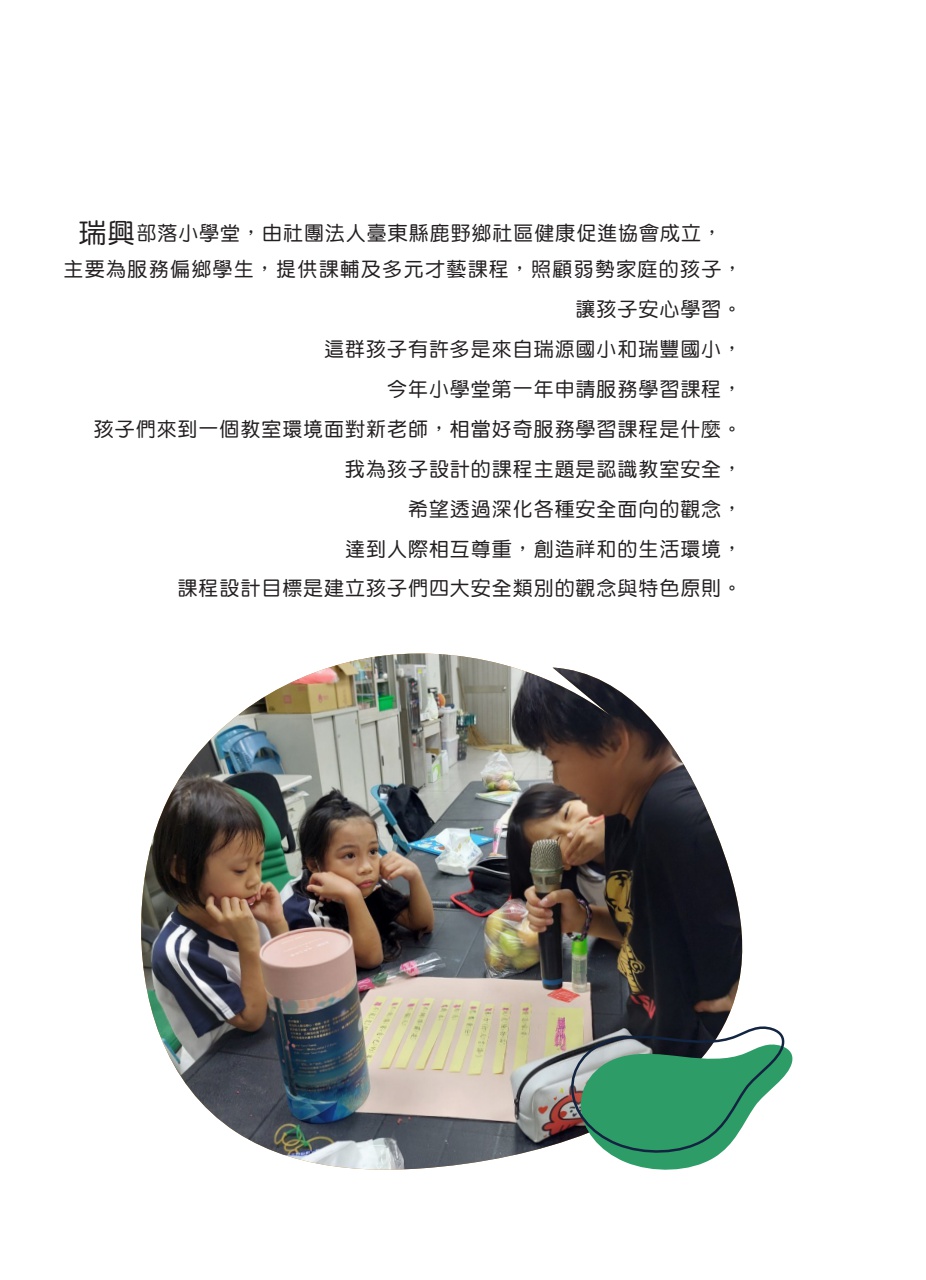 瑞興部落小學堂，由社團法人臺東縣鹿野鄉社區健康促進協會成立，
主要為服務偏鄉學生，提供課輔及多元才藝課程，照顧弱勢家庭的孩子，
讓孩子安心學習。
這群孩子有許多是來自瑞源國小和瑞豐國小，
今年小學堂第一年申請服務學習課程，
孩子們來到一個教室環境面對新老師，相當好奇服務學習課程是什麼。
我為孩子設計的課程主題是認識教室安全，
希望透過深化各種安全面向的觀念，
達到人際相互尊重，創造祥和的生活環境，
課程設計目標是建立孩子們四大安全類別的觀念與特色原則。